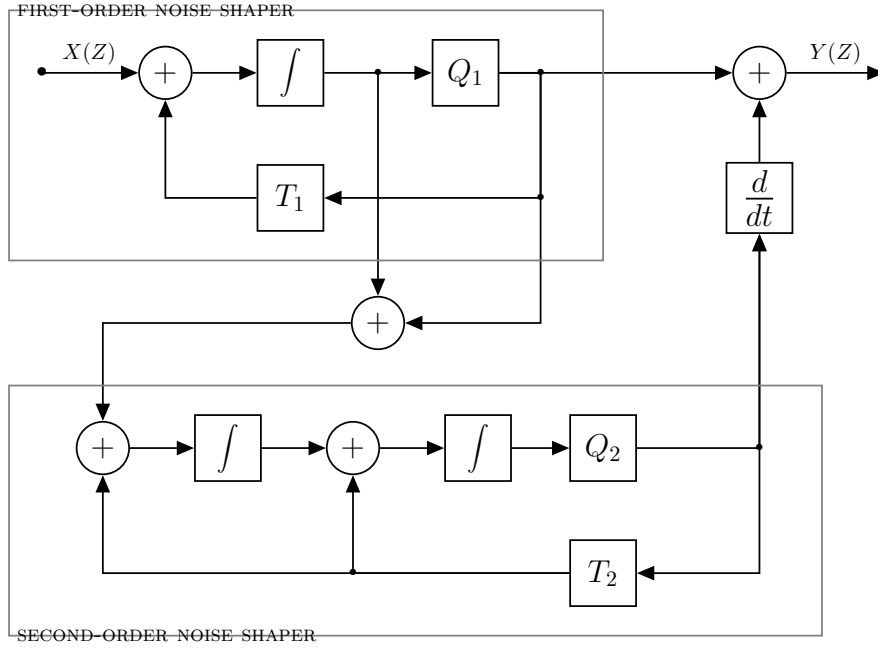 FIRST-ORDER NOISE SHAPER
X(Z)
+
∫
Q₁
+
Y(Z)
T₁
d
dt
+
+
∫
+
∫
Q₂
T₂
SECOND-ORDER NOISE SHAPER